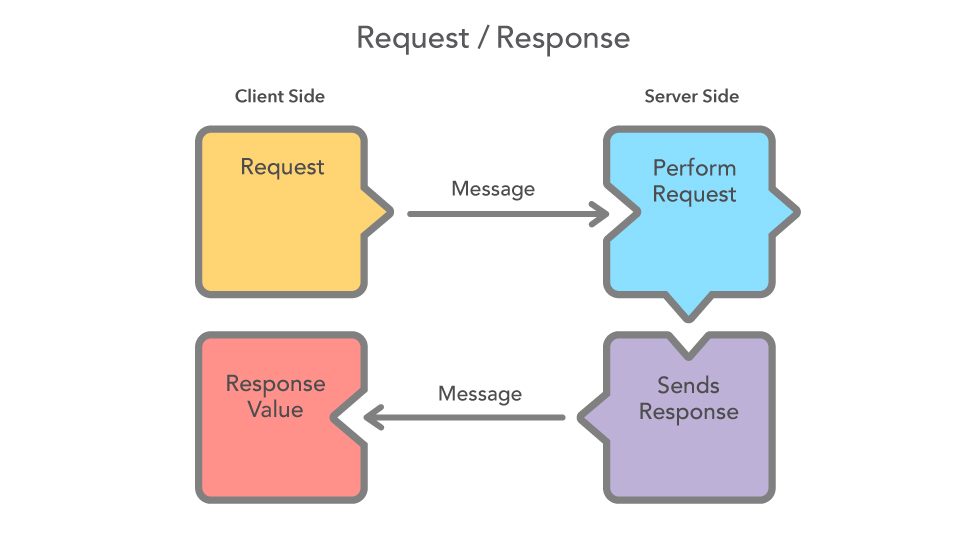 Request / Response
Client Side
Server Side
Request
Message
Perform
Request
Response
Value
Message
Sends
Response